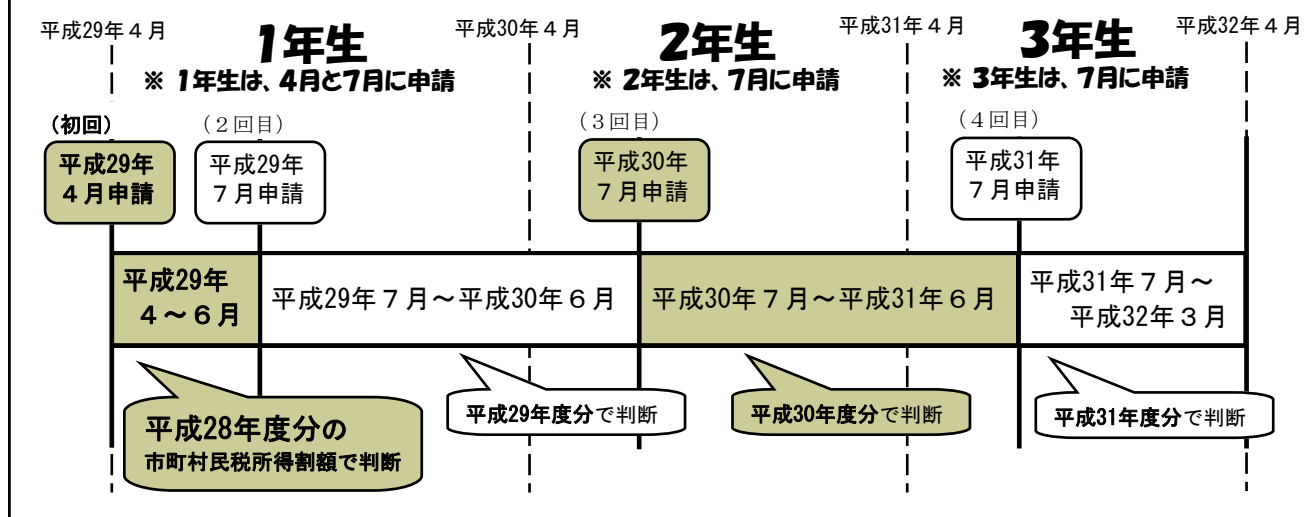 平成29年４月
平成30年４月
平成31年４月
平成32年４月
1年生
2年生
3年生
※ 1年生は、4月と7月に申請
※ 2年生は、7月に申請
※ 3年生は、7月に申請
(初回)
(２回目)
(３回目)
(４回目)
平成29年
４月申請
平成29年
７月申請
平成30年
７月申請
平成31年
７月申請
平成29年
４～６月
平成29年７月～平成30年６月
平成30年７月～平成31年６月
平成31年７月～
平成32年３月
平成28年度分の
市町村民税所得割額で判断
平成29年度分で判断
平成30年度分で判断
平成31年度分で判断